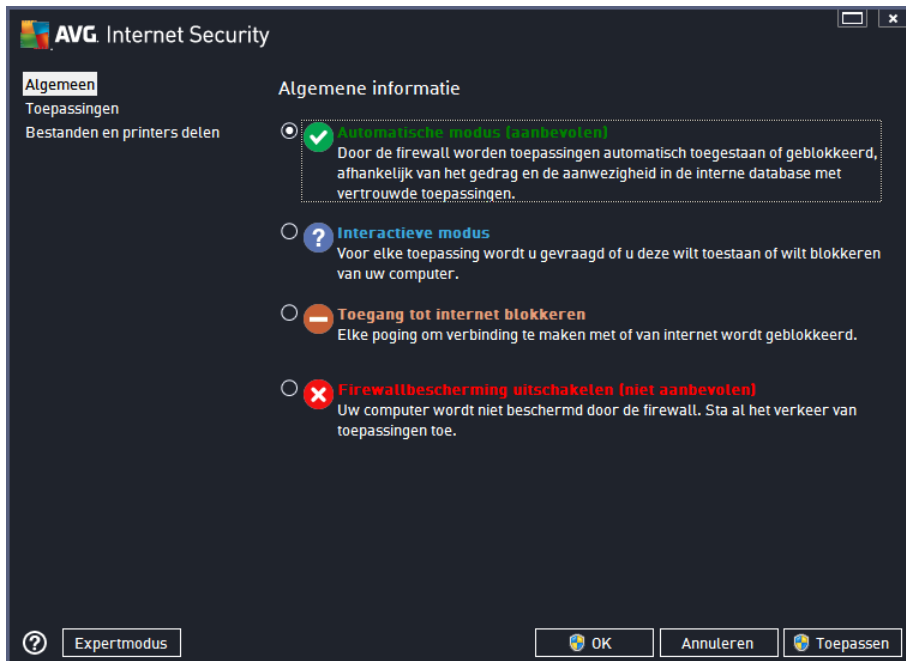 AVG. Internet Security
Algemeen
Toepassingen
Bestanden en printers delen
Algemene informatie
Automatische modus (aanbevolen)
Door de firewall worden toepassingen automatisch toegestaan of geblokkeerd,
afhankelijk van het gedrag en de aanwezigheid in de interne database met
vertrouwde toepassingen.
Interactieve modus
Voor elke toepassing wordt u gevraagd of u deze wilt toestaan of wilt blokkeren
van uw computer.
Toegang tot internet blokkeren
Elke poging om verbinding te maken met of van internet wordt geblokkeerd.
Firewallbescherming uitschakelen (niet aanbevolen)
Uw computer wordt niet beschermd door de firewall. Sta al het verkeer van
toepassingen toe.
Expertmodus
OK
Annuleren
Toepassen